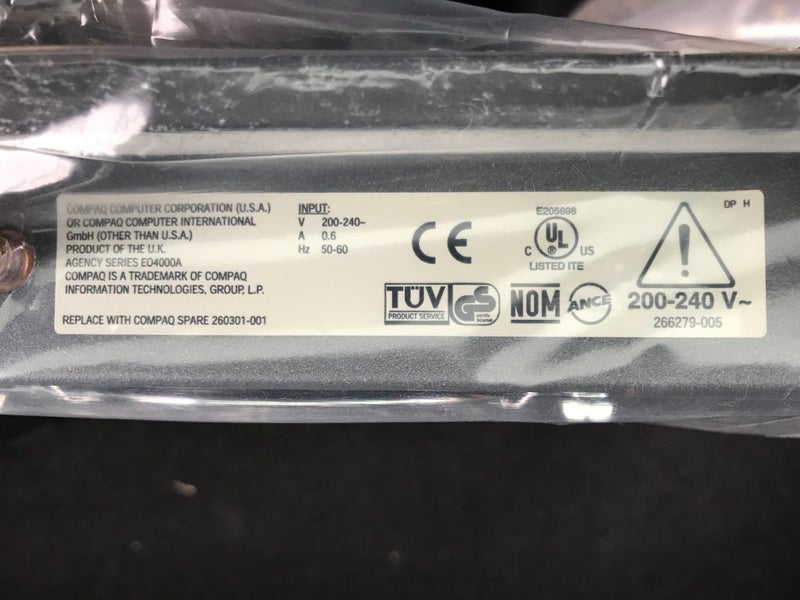 COMPAQ COMPUTER CORPORATION (U.S.A.)
OR COMPAQ COMPUTER INTERNATIONAL
GmbH (OTHER THAN U.S.A.)
PRODUCT OF THE U.K.
AGENCY SERIES EO4000A
COMPAQ IS A TRADEMARK OF COMPAQ
INFORMATION TECHNOLOGIES, GROUP, L.P.
REPLACE WITH COMPAQ SPARE 260301-001
INPUT:
V 200-240~
A 0.6
Hz 50-60
CE
E205698
C UL US
LISTED ITE
TÜV
PRODUCT SERVICE
GS
geprüfte
Sicherheit
NOM
ANCE
DP H
!
200-240 V~
266279-005